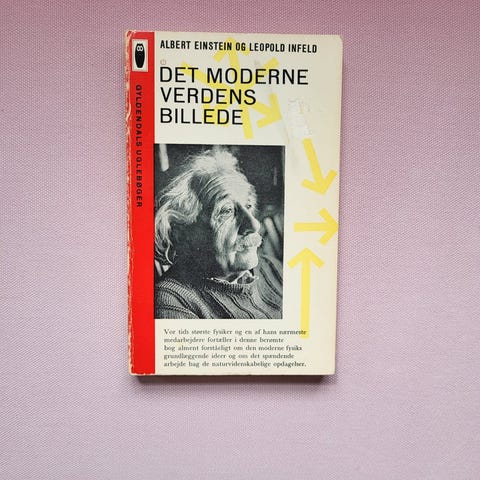 ALBERT EINSTEIN OG LEOPOLD INFELD
DET MODERNE
VERDENS
BILLEDE
GYLDENDALS UGLEBØGER
Vor tids største fysiker og en af hans nærmeste
medarbejdere fortæller i denne berømte
bog alment forståeligt om den moderne fysiks
grundlæggende ideer og om det spændende
arbejde bag de naturvidenskabelige opdagelser.